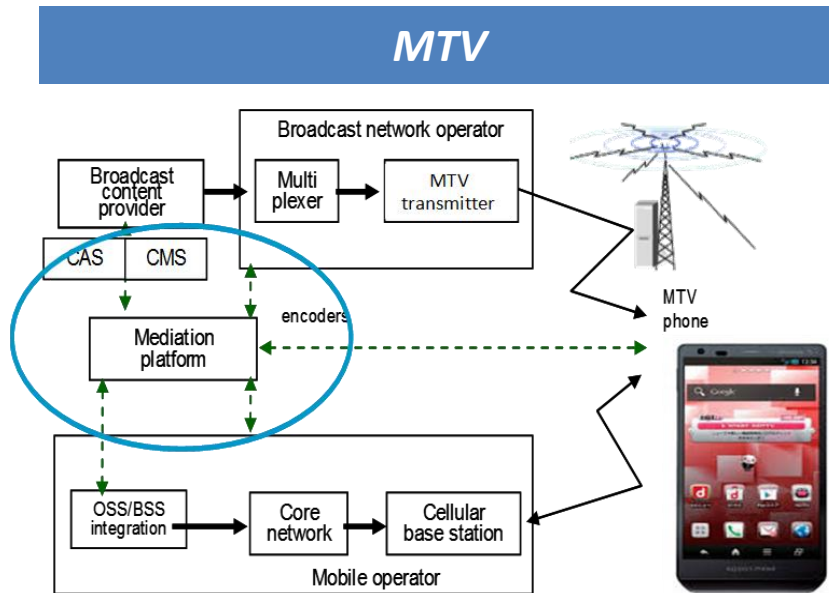 MTV
Broadcast network operator
Broadcast
content
provider
Multi
plexer
MTV
transmitter
CAS
CMS
encoders
Mediation
platform
MTV
phone
Google
OSS/BSS
integration
Core
network
Cellular
base station
Mobile operator